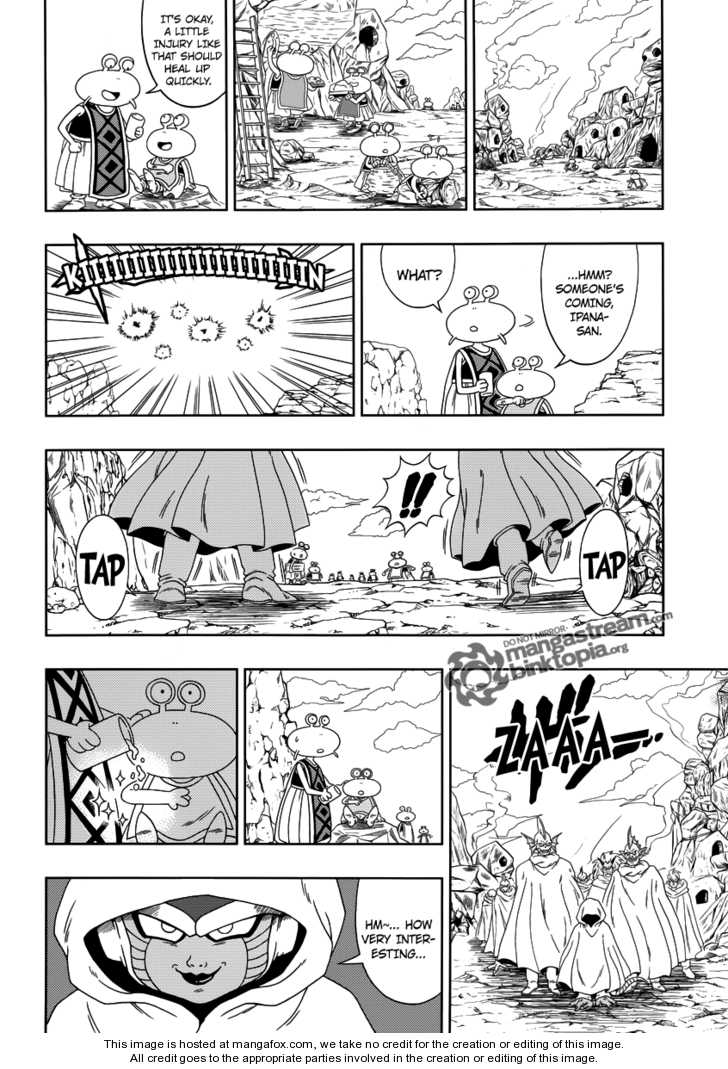 IT'S OKAY,
A LITTLE
INJURY LIKE
THAT SHOULD
HEAL UP
QUICKLY.
...HMM?
SOMEONE'S
COMING,
IPANA-
SAN.
WHAT?
KIIIIIIIIIIIIIIIIIIIIIIN
TAP
!!
TAP
DO NOT MIRROR.
mangastream.com
binktopia.org
ZAAA—
HM~... HOW
VERY INTER-
ESTING...
This image is hosted at mangafox.com, we take no credit for the creation or editing of this image.
All credit goes to the appropriate parties involved in the creation or editing of this image.